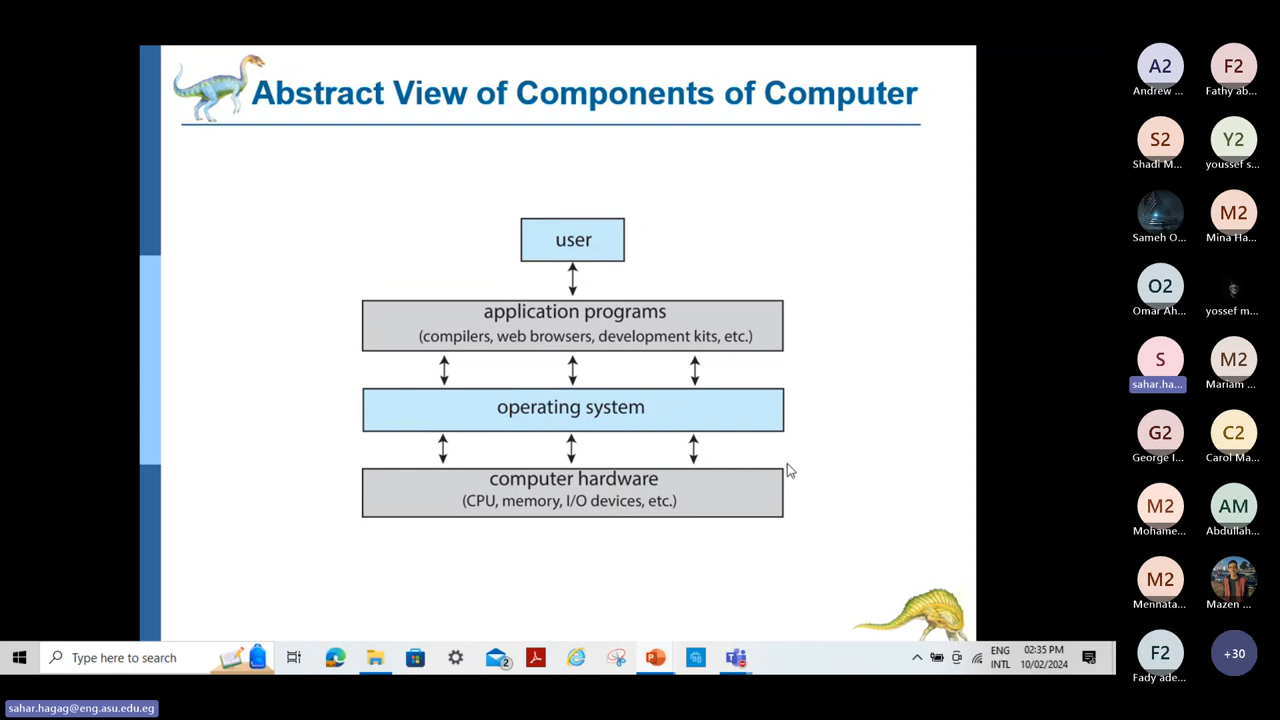 Abstract View of Components of Computer
user
application programs
(compilers, web browsers, development kits, etc.)
operating system
computer hardware
(CPU, memory, I/O devices, etc.)
A2
Andrew ...
F2
Fathy ab...
S2
Shadi M...
Y2
youssef s...
Sameh O...
M2
Mina Ha...
O2
Omar Ah...
yossef m...
S
sahar.ha...
M2
Mariam ...
G2
George I...
C2
Carol Ma...
M2
Mohame...
AM
Abdullah...
M2
Mennata...
Mazen ...
F2
Fady ade...
+30
Type here to search
2
ENG
INTL
02:35 PM
10/02/2024
sahar.hagag@eng.asu.edu.eg